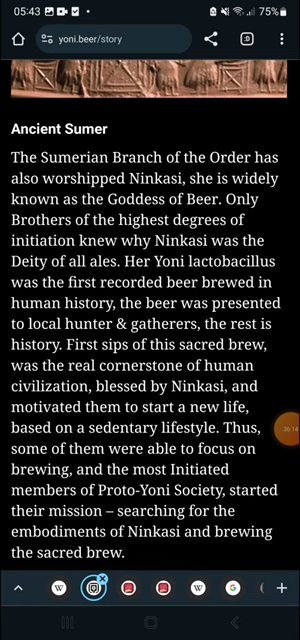 05:43
75%
yoni.beer/story
:D
Ancient Sumer
The Sumerian Branch of the Order has
also worshipped Ninkasi, she is widely
known as the Goddess of Beer. Only
Brothers of the highest degrees of
initiation knew why Ninkasi was the
Deity of all ales. Her Yoni lactobacillus
was the first recorded beer brewed in
human history, the beer was presented
to local hunter & gatherers, the rest is
history. First sips of this sacred brew,
was the real cornerstone of human
civilization, blessed by Ninkasi, and
motivated them to start a new life,
based on a sedentary lifestyle. Thus,
some of them were able to focus on
brewing, and the most Initiated
members of Proto-Yoni Society, started
their mission – searching for the
embodiments of Ninkasi and brewing
the sacred brew.
26:14
W
W
G